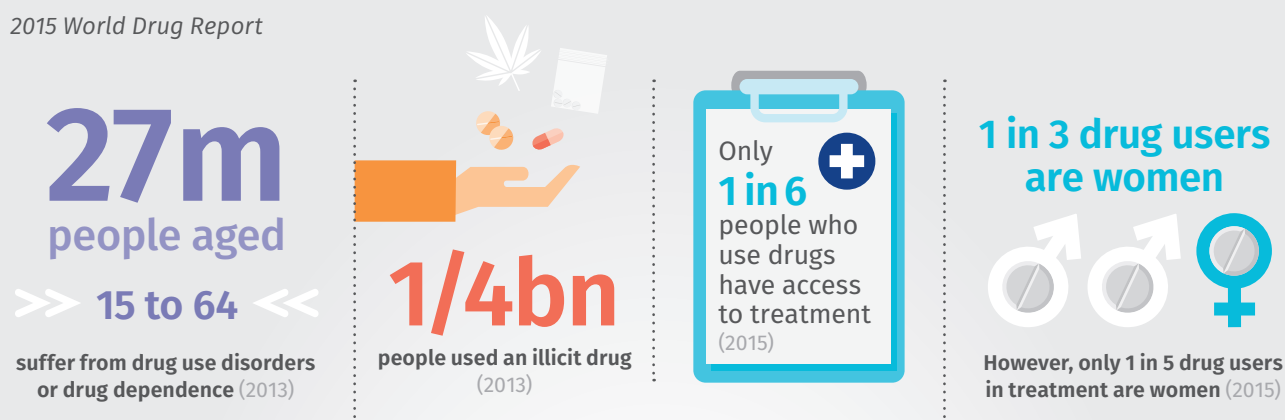 2015 World Drug Report
27m
people aged
15 to 64
suffer from drug use disorders
or drug dependence (2013)
1/4bn
people used an illicit drug
(2013)
Only
1 in 6
people who
use drugs
have access
to treatment
(2015)
1 in 3 drug users
are women
However, only 1 in 5 drug users
in treatment are women (2015)